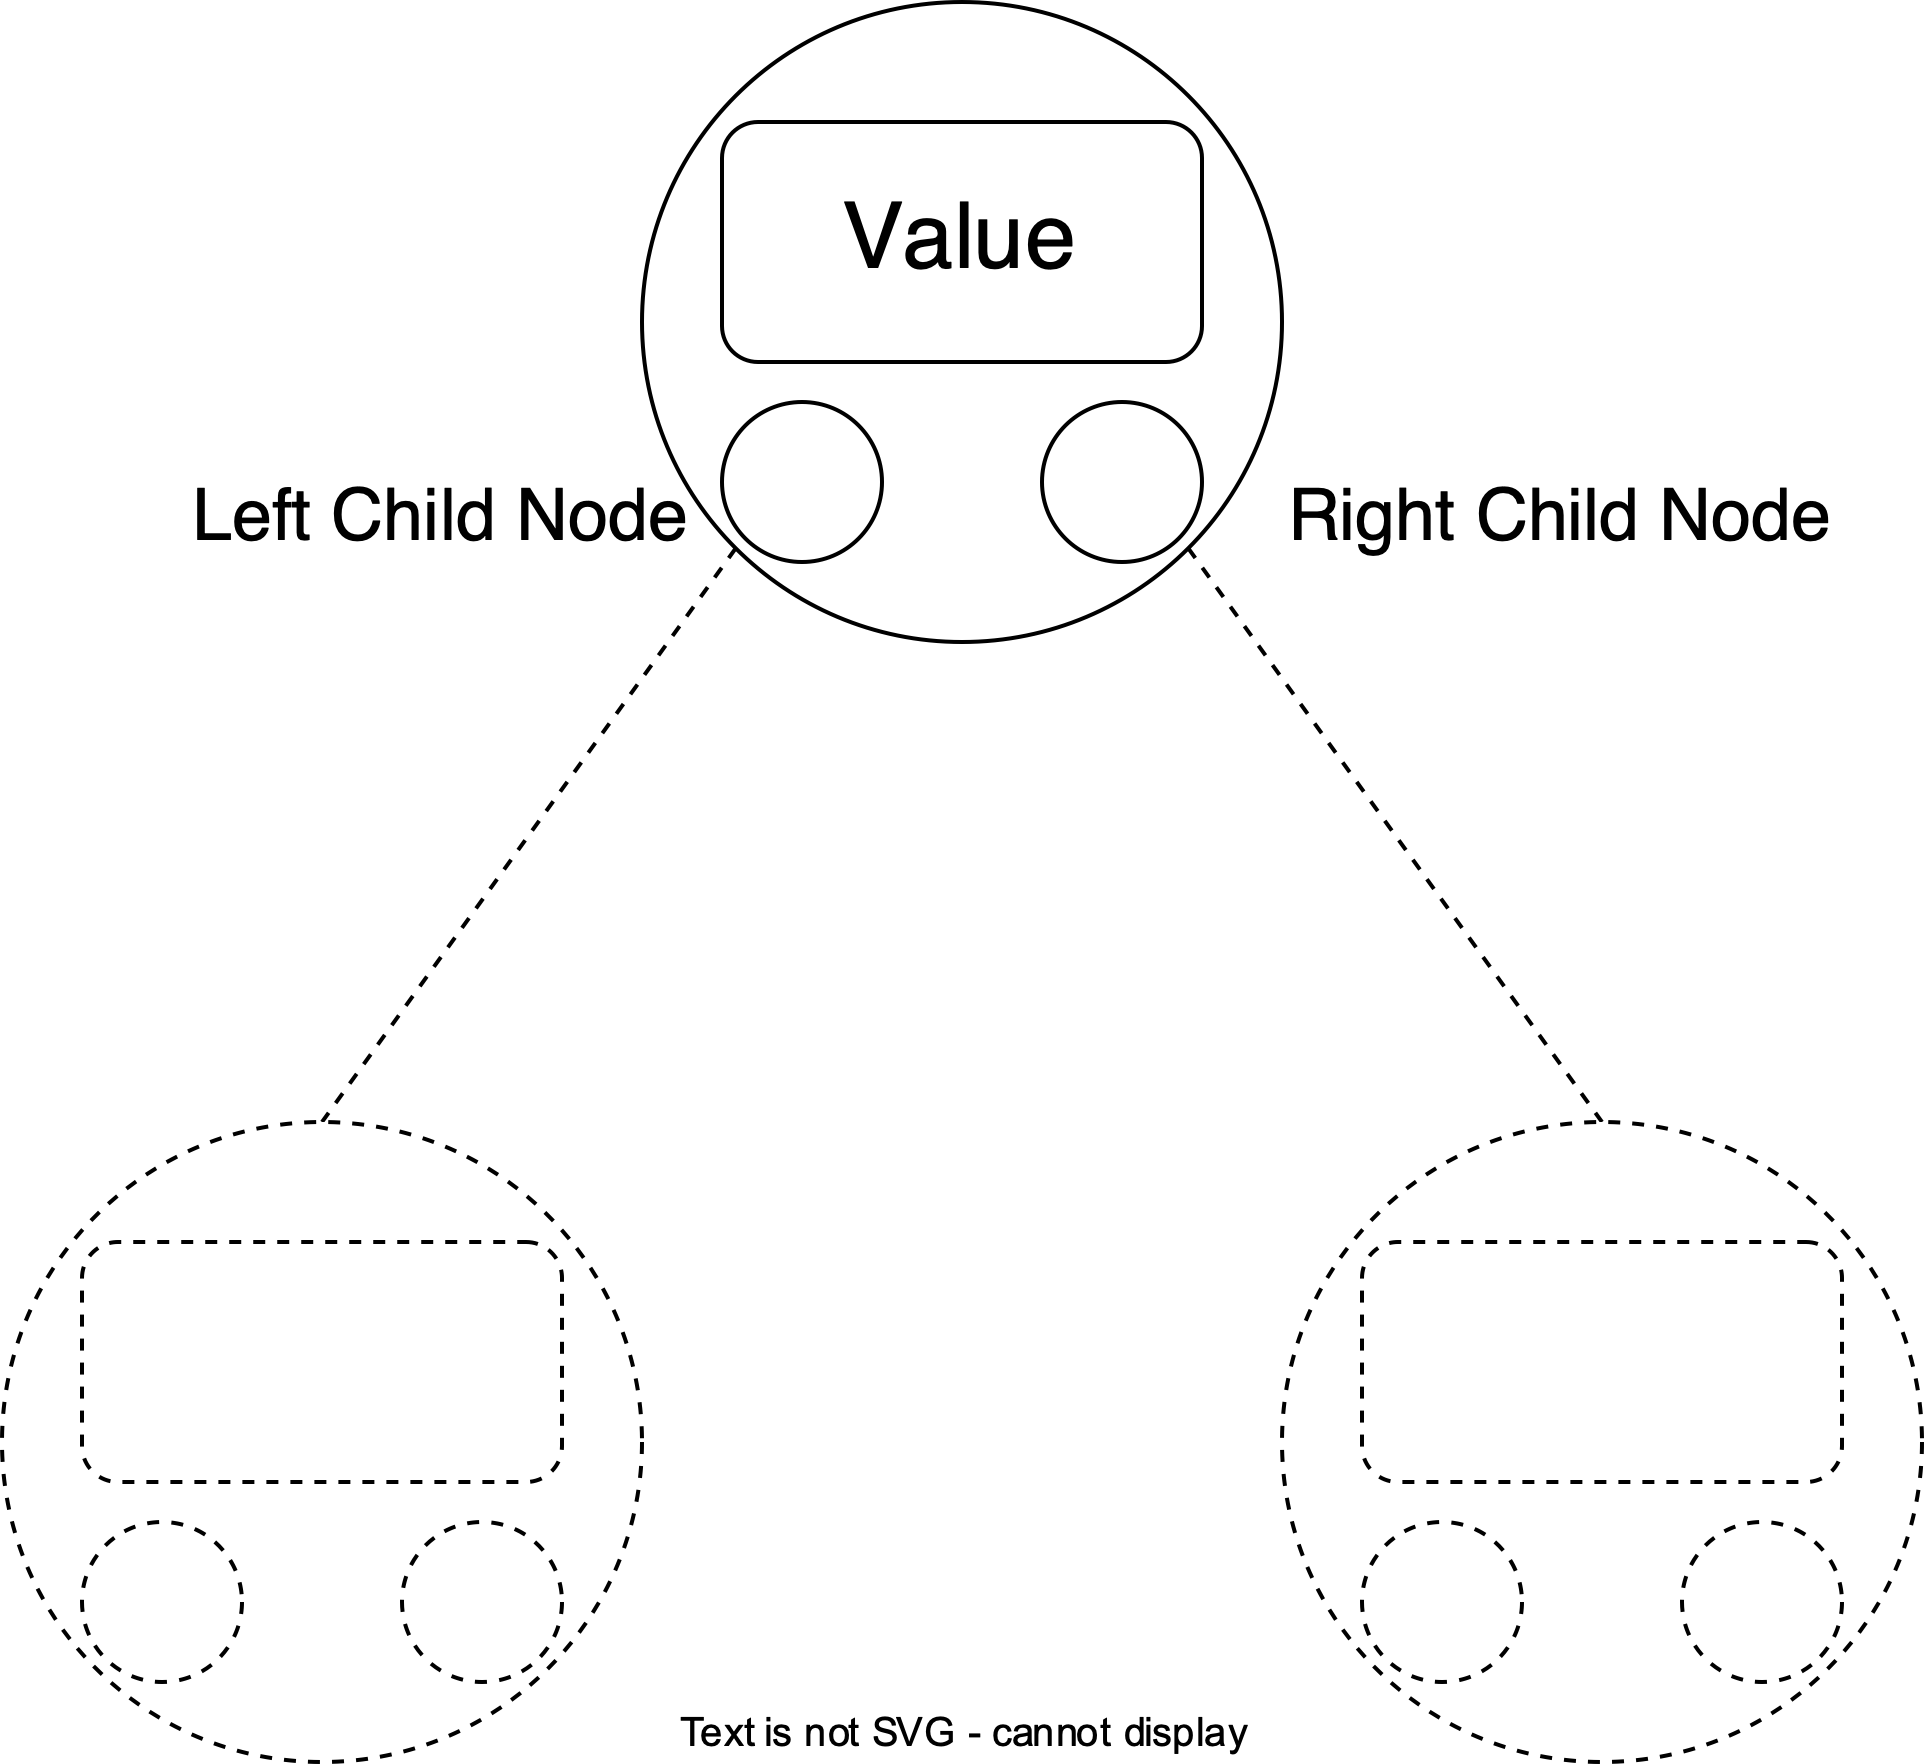 Value
Left Child Node
Right Child Node
Text is not SVG - cannot display